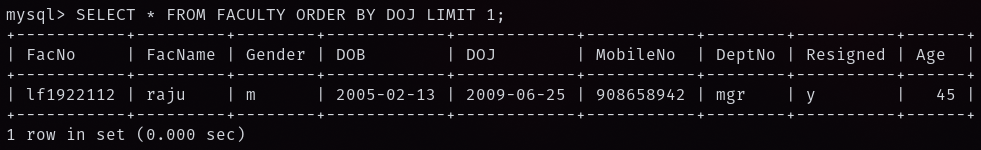 mysql> SELECT * FROM FACULTY ORDER BY DOJ LIMIT 1;
+-----------+---------+--------+------------+------------+-----------+--------+----------+------+
| FacNo     | FacName | Gender | DOB        | DOJ        | MobileNo  | DeptNo | Resigned | Age  |
+-----------+---------+--------+------------+------------+-----------+--------+----------+------+
| lf1922112 | raju    | m      | 2005-02-13 | 2009-06-25 | 908658942 | mgr    | y        |   45 |
+-----------+---------+--------+------------+------------+-----------+--------+----------+------+
1 row in set (0.000 sec)